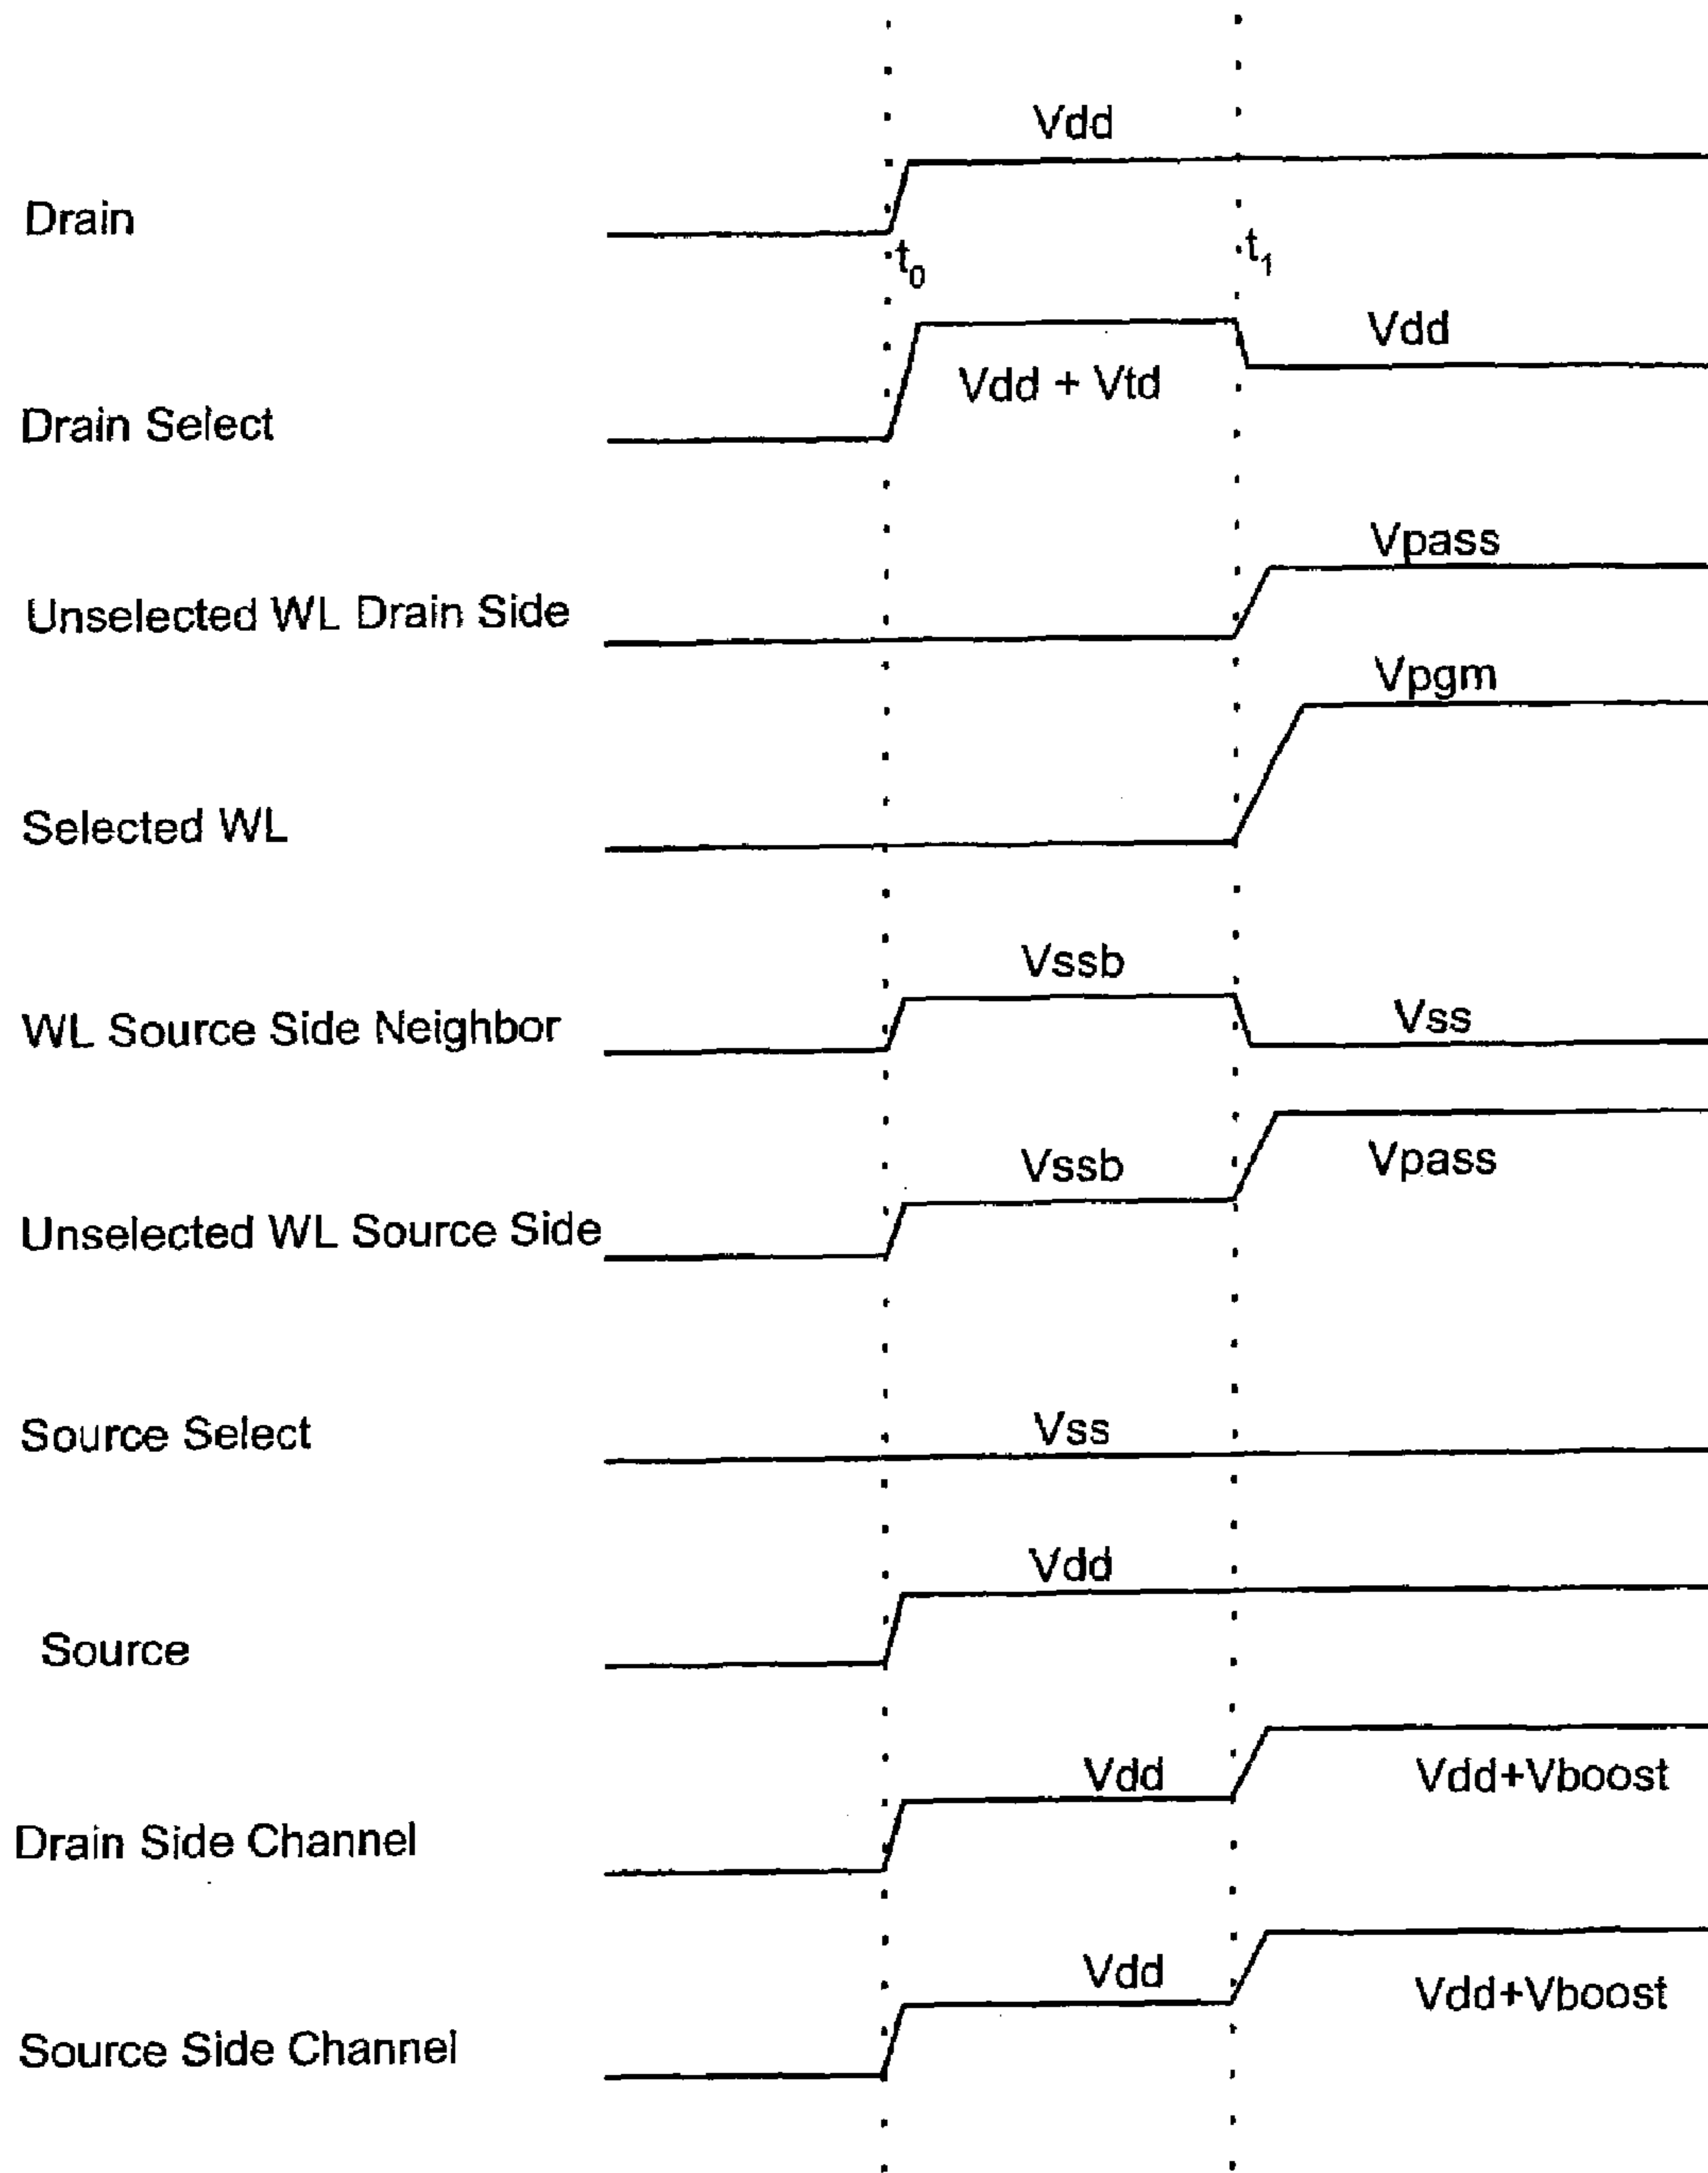 Vdd
Drain
t0
t1
Vdd
Vdd + Vtd
Drain Select
Vpass
Unselected WL Drain Side
Vpgm
Selected WL
Vssb
Vss
WL Source Side Neighbor
Vssb
Vpass
Unselected WL Source Side
Vss
Source Select
Vdd
Source
Vdd
Vdd+Vboost
Drain Side Channel
Vdd
Vdd+Vboost
Source Side Channel